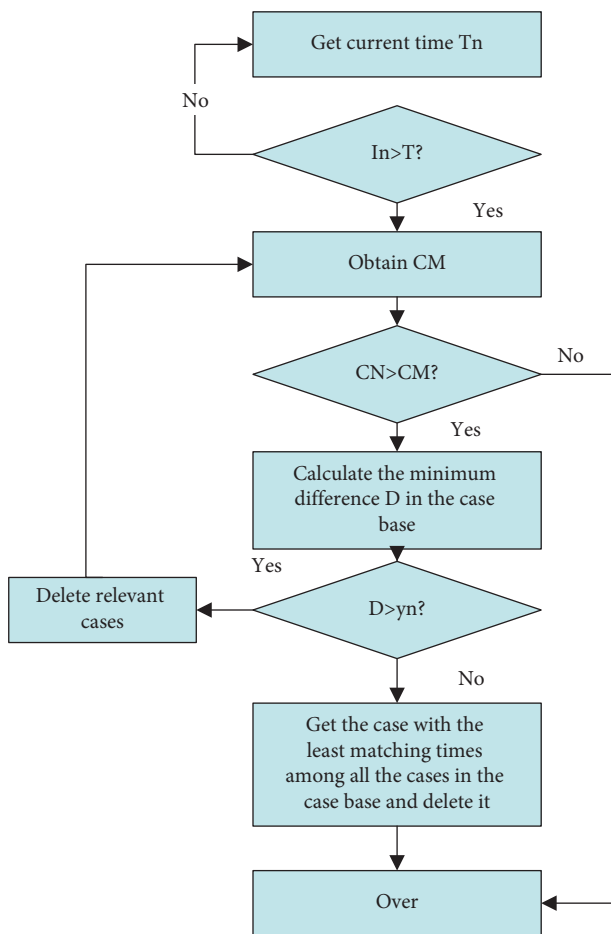 Get current time Tn
No
In>T?
Yes
Obtain CM
CN>CM?
No
Yes
Calculate the minimum
difference D in the case
base
Yes
Delete relevant
cases
D>yn?
No
Get the case with the
least matching times
among all the cases in the
case base and delete it
Over